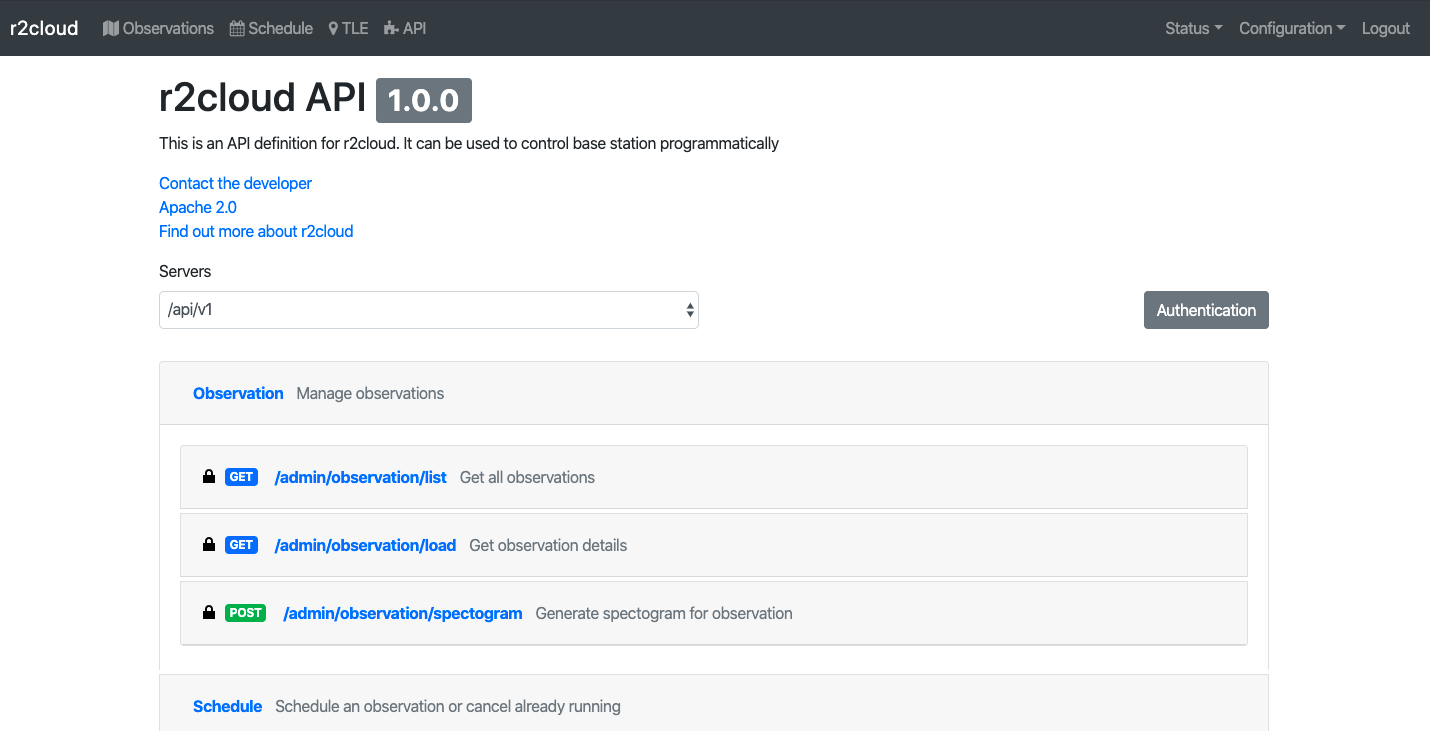 r2cloud Observations Schedule TLE API Status Configuration Logout
r2cloud API 1.0.0
This is an API definition for r2cloud. It can be used to control base station programmatically
Contact the developer
Apache 2.0
Find out more about r2cloud
Servers
/api/v1 Authentication
Observation Manage observations
GET /admin/observation/list Get all observations
GET /admin/observation/load Get observation details
POST /admin/observation/spectogram Generate spectogram for observation
Schedule Schedule an observation or cancel already running